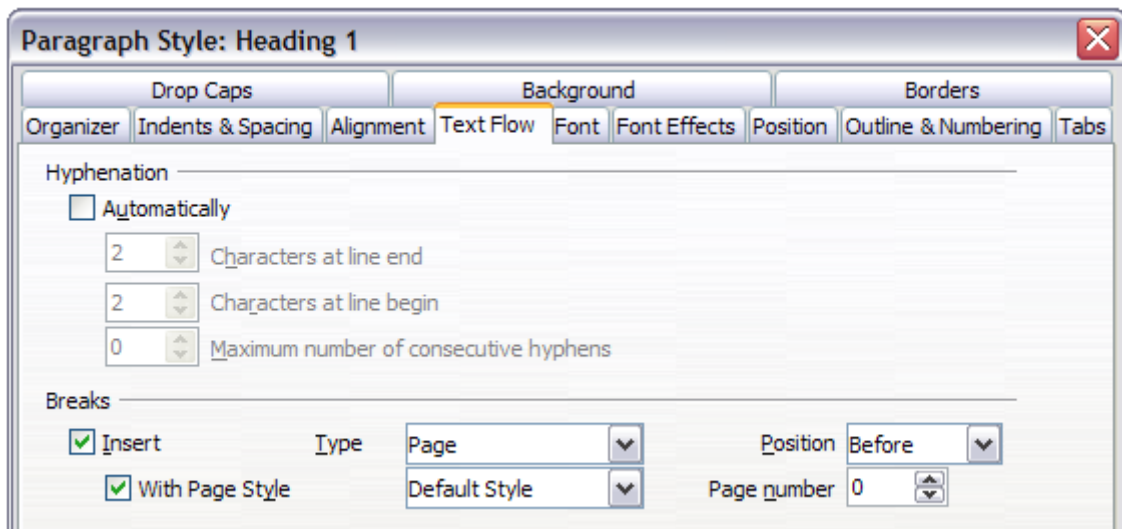 Paragraph Style: Heading 1
Drop Caps Background Borders
Organizer Indents & Spacing Alignment Text Flow Font Font Effects Position Outline & Numbering Tabs
Hyphenation
Automatically
2 Characters at line end
2 Characters at line begin
0 Maximum number of consecutive hyphens
Breaks
Insert Type Page Position Before
With Page Style Default Style Page number 0